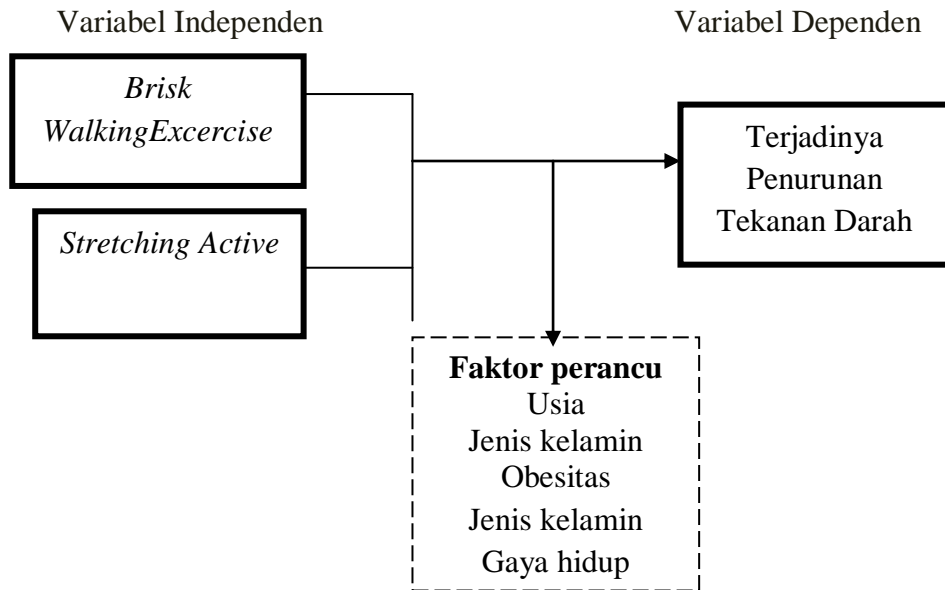 Variabel Independen
Variabel Dependen
Brisk
WalkingExcercise
Stretching Active
Terjadinya
Penurunan
Tekanan Darah
Faktor perancu
Usia
Jenis kelamin
Obesitas
Jenis kelamin
Gaya hidup